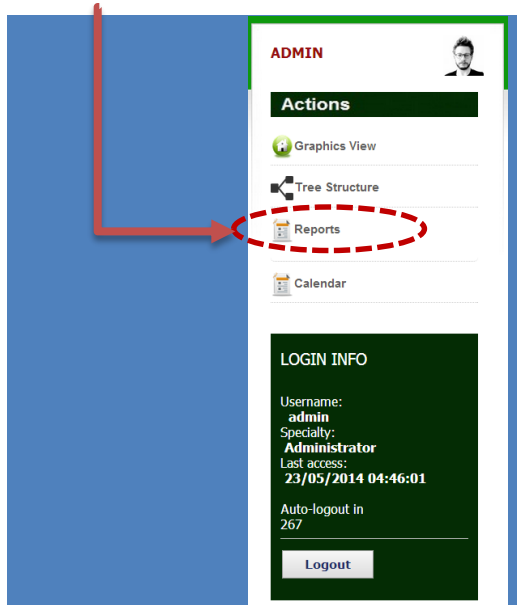 ADMIN
Actions
Graphics View
Tree Structure
Reports
Calendar
LOGIN INFO
Username:
admin
Specialty:
Administrator
Last access:
23/05/2014 04:46:01
Auto-logout in
267
Logout